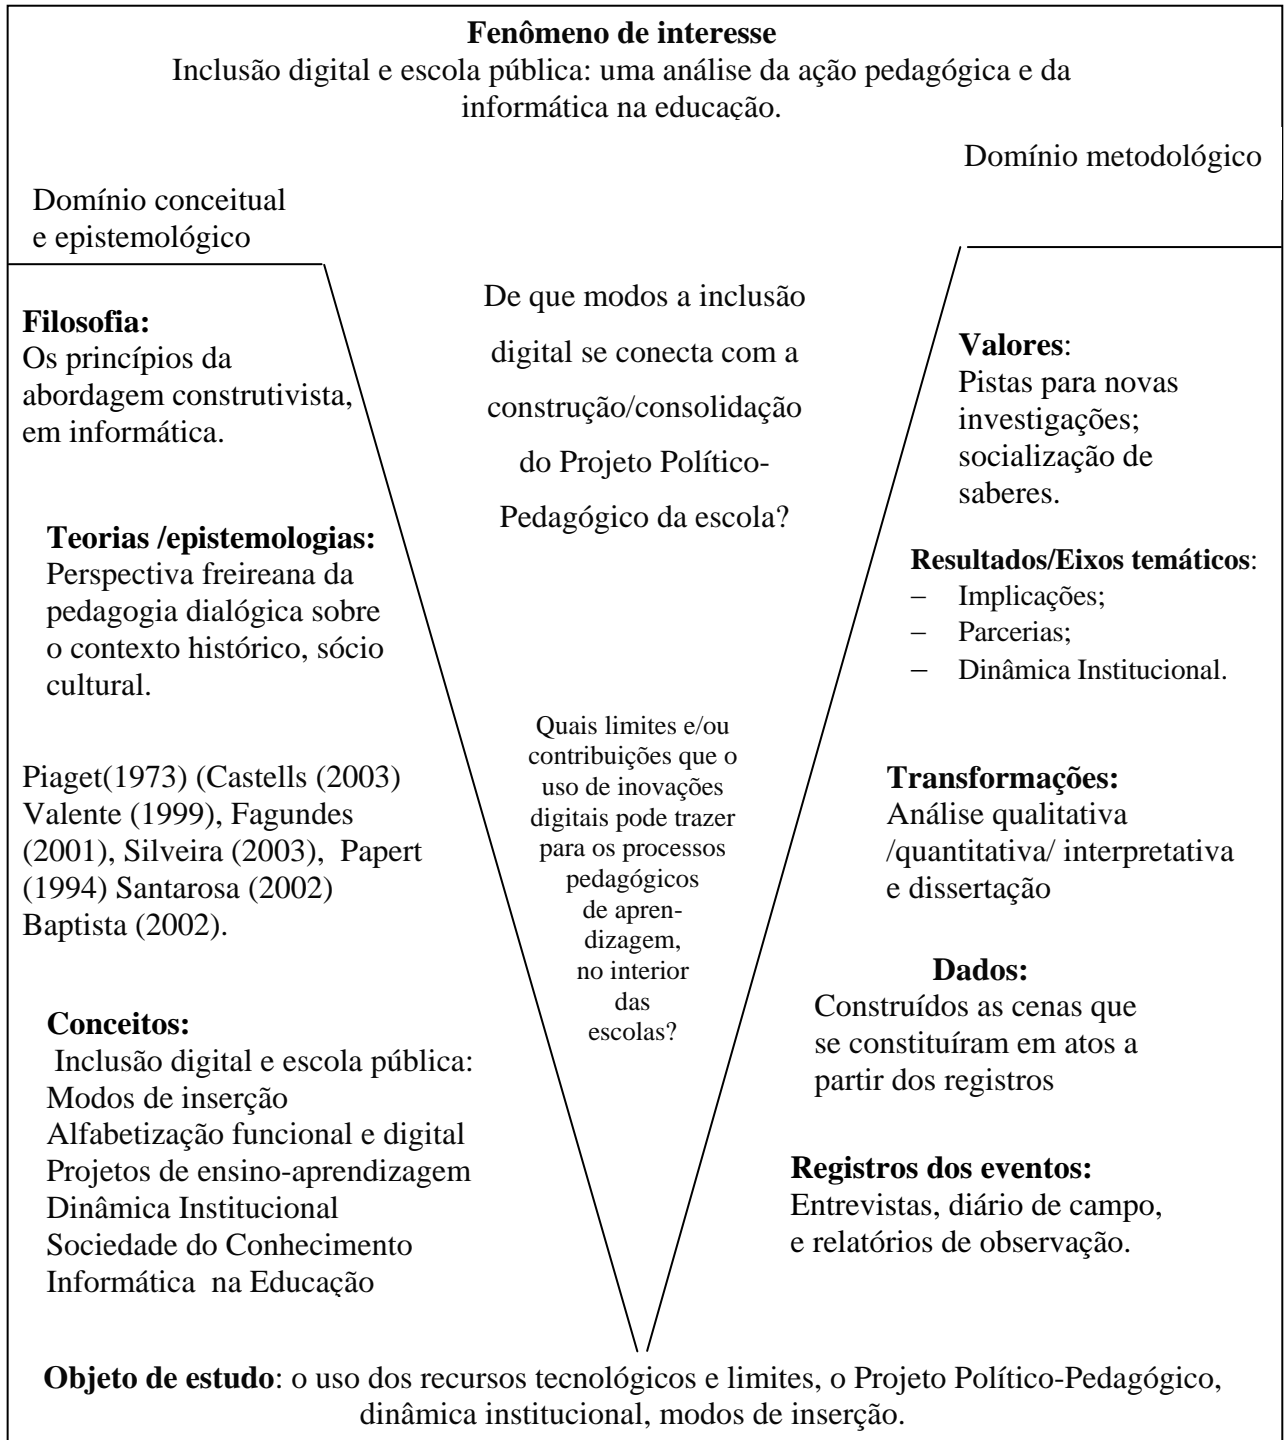 Fenômeno de interesse
Inclusão digital e escola pública: uma análise da ação pedagógica e da
informática na educação.
Domínio metodológico
Domínio conceitual
e epistemológico
Filosofia:
Os princípios da
abordagem construtivista,
em informática.
Teorias /epistemologias:
Perspectiva freireana da
pedagogia dialógica sobre
o contexto histórico, sócio
cultural.
Piaget(1973) (Castells (2003)
Valente (1999), Fagundes
(2001), Silveira (2003), Papert
(1994) Santarosa (2002)
Baptista (2002).
Conceitos:
Inclusão digital e escola pública:
Modos de inserção
Alfabetização funcional e digital
Projetos de ensino-aprendizagem
Dinâmica Institucional
Sociedade do Conhecimento
Informática na Educação
De que modos a inclusão
digital se conecta com a
construção/consolidação
do Projeto Político-
Pedagógico da escola?
Quais limites e/ou
contribuições que o
uso de inovações
digitais pode trazer
para os processos
pedagógicos
de apren-
dizagem,
no interior
das
escolas?
Valores:
Pistas para novas
investigações;
socialização de
saberes.
Resultados/Eixos temáticos:
– Implicações;
– Parcerias;
– Dinâmica Institucional.
Transformações:
Análise qualitativa
/quantitativa/ interpretativa
e dissertação
Dados:
Construídos as cenas que
se constituíram em atos a
partir dos registros
Registros dos eventos:
Entrevistas, diário de campo,
e relatórios de observação.
Objeto de estudo: o uso dos recursos tecnológicos e limites, o Projeto Político-Pedagógico,
dinâmica institucional, modos de inserção.